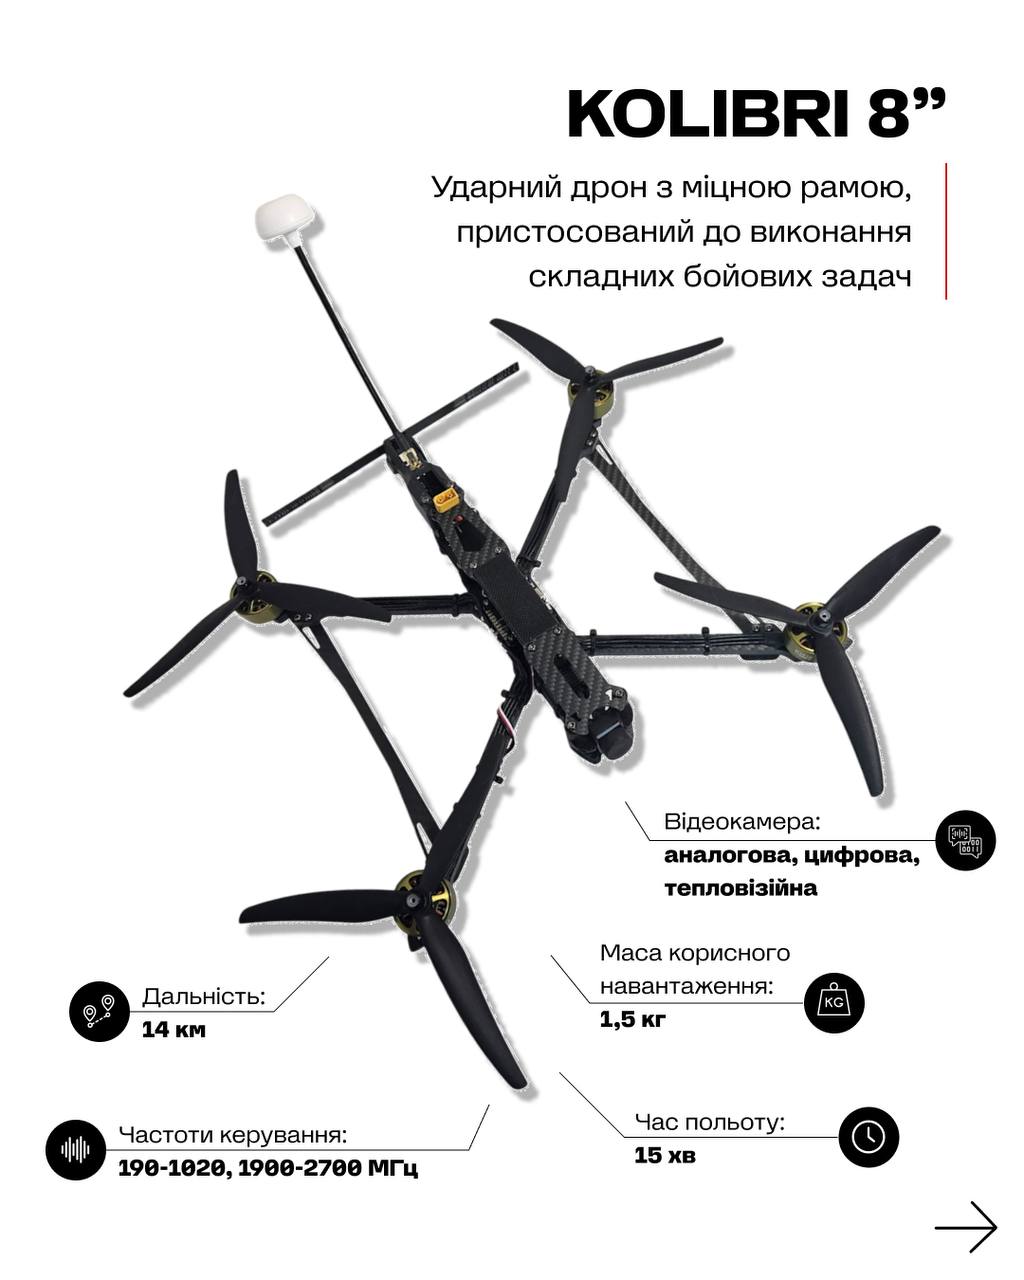 KOLIBRI 8”
Ударний дрон з міцною рамою,
пристосований до виконання
складних бойових задач
Відеокамера:
аналогова, цифрова,
тепловізійна
Маса корисного
навантаження:
1,5 кг
KG
Дальність:
14 км
Час польоту:
15 хв
Частоти керування:
190-1020, 1900-2700 МГц